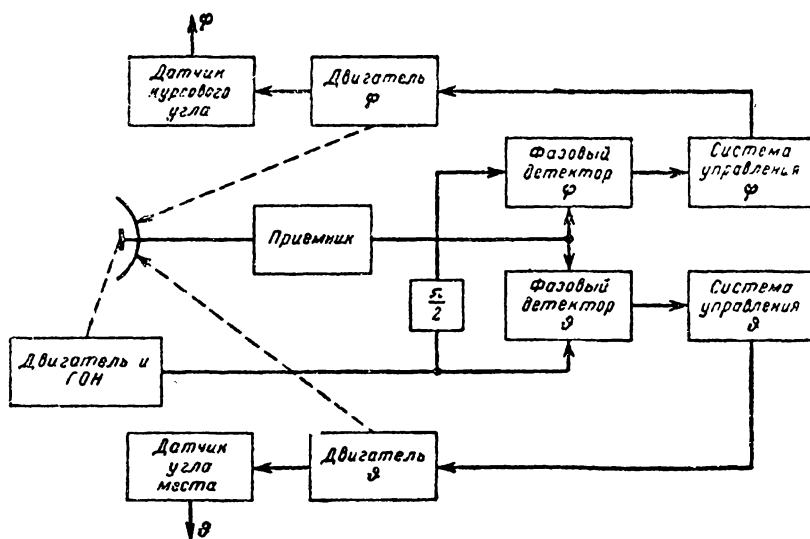 φ
Датчик
курсового
угла
Двигатель
φ
Фазовый
детектор
φ
Система
управления
φ
Приемник
π
2
Фазовый
детектор
ϑ
Система
управления
ϑ
Двигатель и
ГОН
Датчик
угла
места
Двигатель
ϑ
ϑ